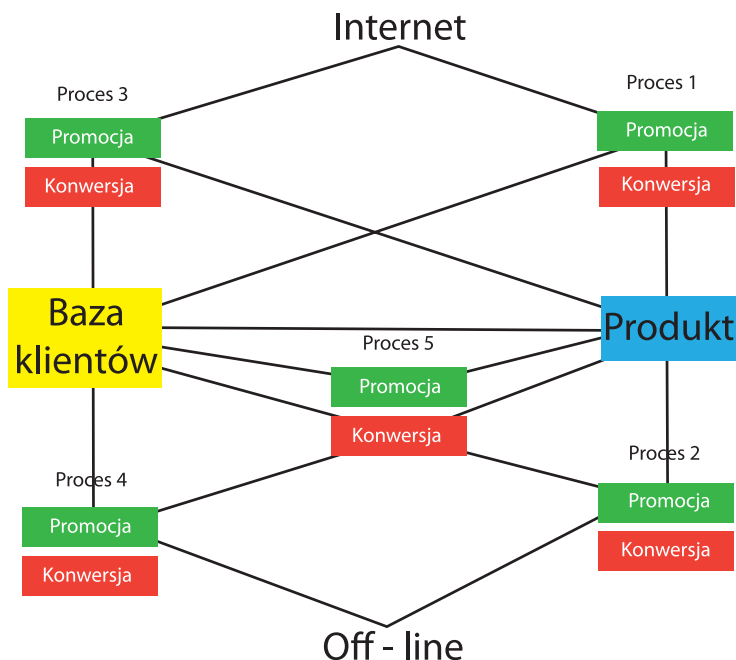 Internet
Proces 3
Promocja
Konwersja
Proces 1
Promocja
Konwersja
Baza
klientów
Produkt
Proces 5
Promocja
Konwersja
Proces 4
Promocja
Konwersja
Proces 2
Promocja
Konwersja
Off - line